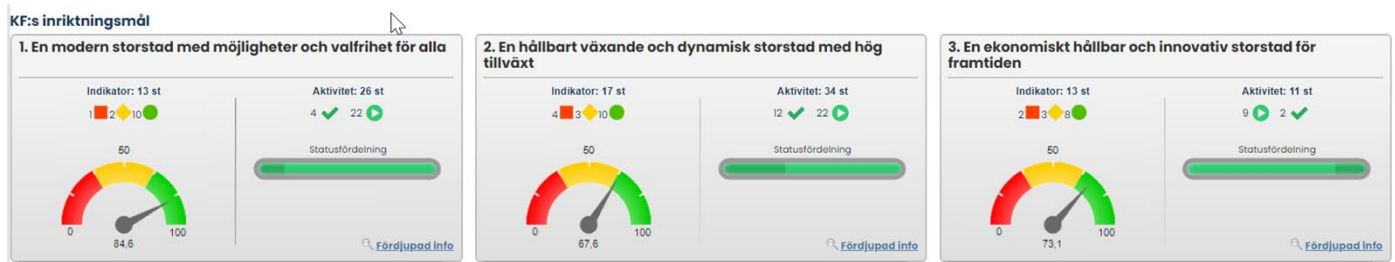 KF:s inriktningsmål
1. En modern storstad med möjligheter och valfrihet för alla
Indikator: 13 st
Aktivitet: 26 st
1 2 10
4 22
50
Statusfördelning
0
100
84,6
Fördjupad info
2. En hållbart växande och dynamisk storstad med hög
tillväxt
Indikator: 17 st
Aktivitet: 34 st
4 3 10
12 22
50
Statusfördelning
0
100
67,6
Fördjupad info
3. En ekonomiskt hållbar och innovativ storstad för
framtiden
Indikator: 13 st
Aktivitet: 11 st
2 3 8
9 2
50
Statusfördelning
0
100
73,1
Fördjupad info